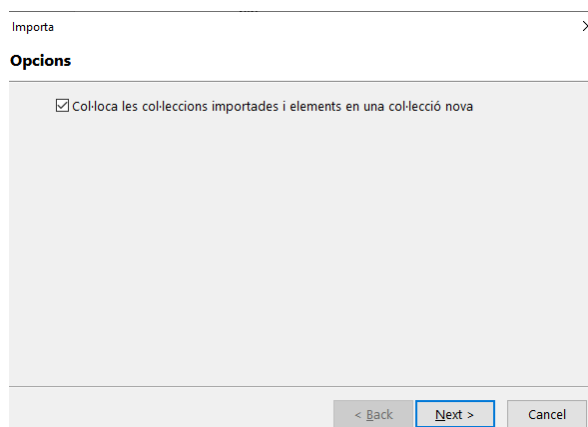 Importa
Opcions
Col·loca les col·leccions importades i elements en una col·lecció nova
< Back Next > Cancel